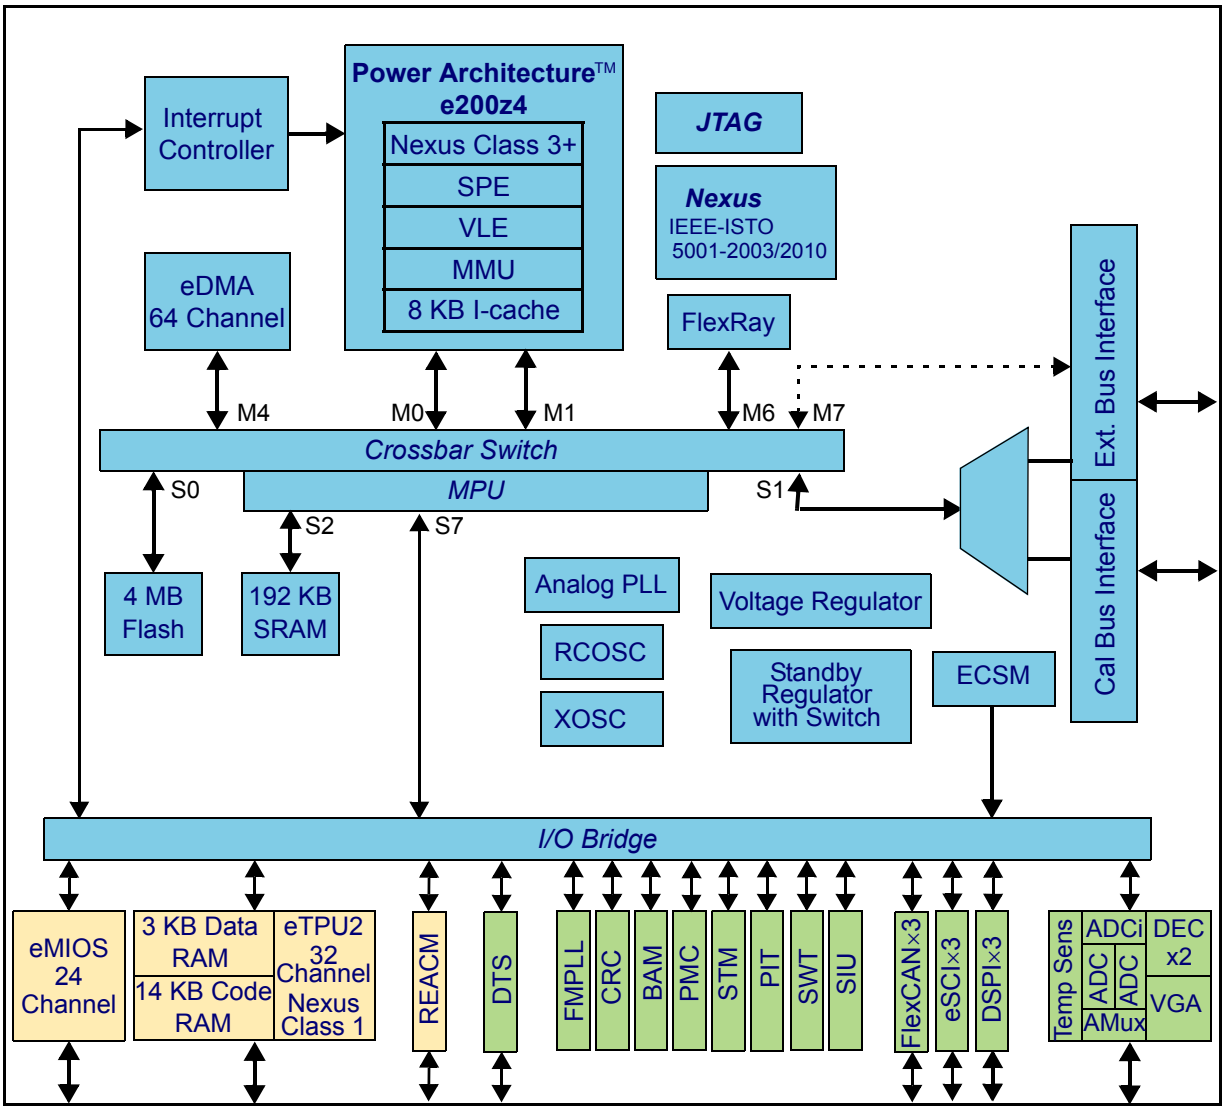 Power Architecture™
e200z4
Nexus Class 3+
SPE
VLE
MMU
8 KB I-cache
Interrupt
Controller
JTAG
Nexus
IEEE-ISTO
5001-2003/2010
eDMA
64 Channel
FlexRay
M4
M0
M1
M6
M7
Crossbar Switch
MPU
S0
S2
S7
S1
Ext. Bus Interface
Cal Bus Interface
4 MB
Flash
192 KB
SRAM
Analog PLL
RCOSC
XOSC
Voltage Regulator
Standby
Regulator
with Switch
ECSM
I/O Bridge
eMIOS
24
Channel
3 KB Data
RAM
14 KB Code
RAM
eTPU2
32
Channel
Nexus
Class 1
REACM
DTS
FMPLL
CRC
BAM
PMC
STM
PIT
SWT
SIU
FlexCAN×3
eSCI×3
DSPI×3
Temp Sens
ADCi
ADC
ADC
AMux
DEC
x2
VGA